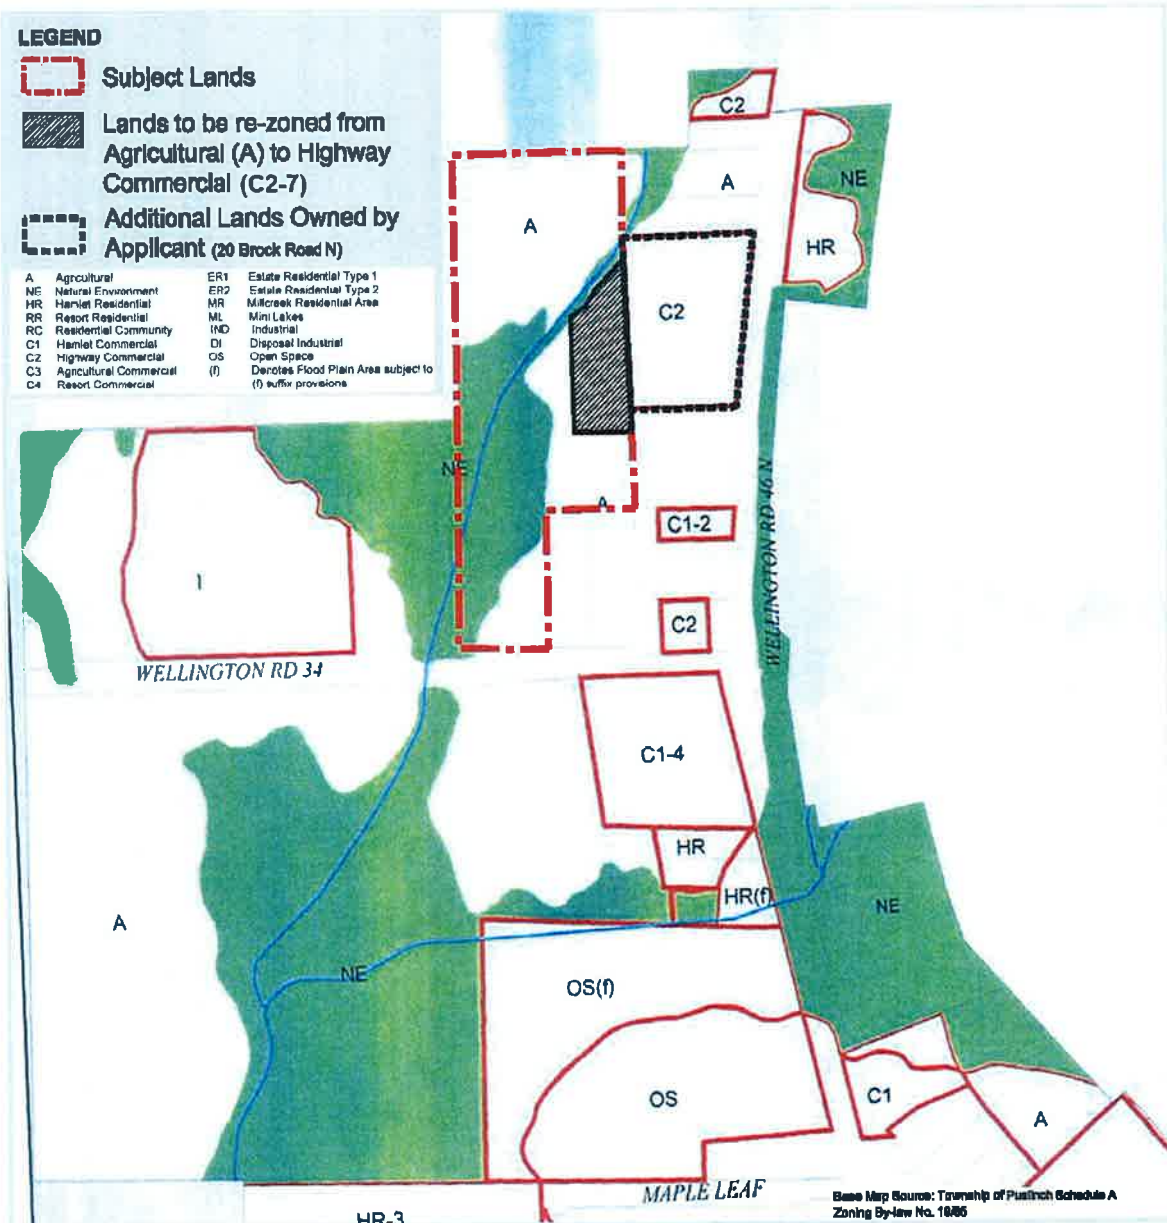 LEGEND
Subject Lands
Lands to be re-zoned from
Agricultural (A) to Highway
Commercial (C2-7)
Additional Lands Owned by
Applicant (20 Brock Road N)
A Agricultural
NE Natural Environment
HR Hamlet Residential
RR Resort Residential
RC Residential Community
C1 Hamlet Commercial
C2 Highway Commercial
C3 Agricultural Commercial
C4 Resort Commercial
ER1 Estate Residential Type 1
ER2 Estate Residential Type 2
MR Millcreek Residential Area
ML Mini Lakes
IND Industrial
DI Disposal Industrial
OS Open Space
(f) Denotes Flood Plain Area subject to
(f) suffix provisions
C2
A
NE
A
HR
C2
NE
A
C1-2
WELLINGTON RD 46 N
I
C2
WELLINGTON RD 34
C1-4
HR
HR(f)
NE
A
NE
OS(f)
OS
C1
A
MAPLE LEAF
HR-3
Base Map Source: Township of Puslinch Schedule A
Zoning By-law No. 19/85